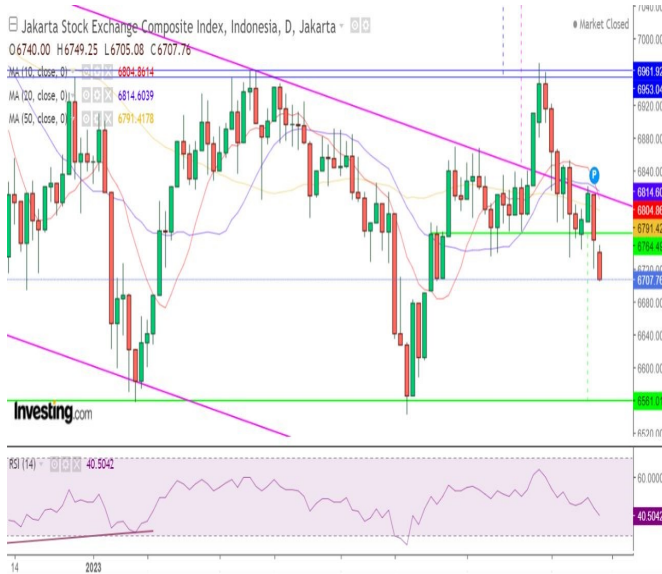 Jakarta Stock Exchange Composite Index, Indonesia, D, Jakarta
Market Closed
O6740.00 H6749.25 L6705.08 C6707.76
MA (10, close, 0) 6804.8614
MA (20, close, 0) 6814.6039
MA (50, close, 0) 6791.4178
7040.00
7000.00
6961.92
6953.04
6920.00
6880.00
6840.00
P
6814.60
6804.86
6791.42
6720.00
6707.76
6680.00
6640.00
6600.00
6561.01
6520.00
Investing.com
RSI (14) 40.5042
60.0000
40.5042
14
2023